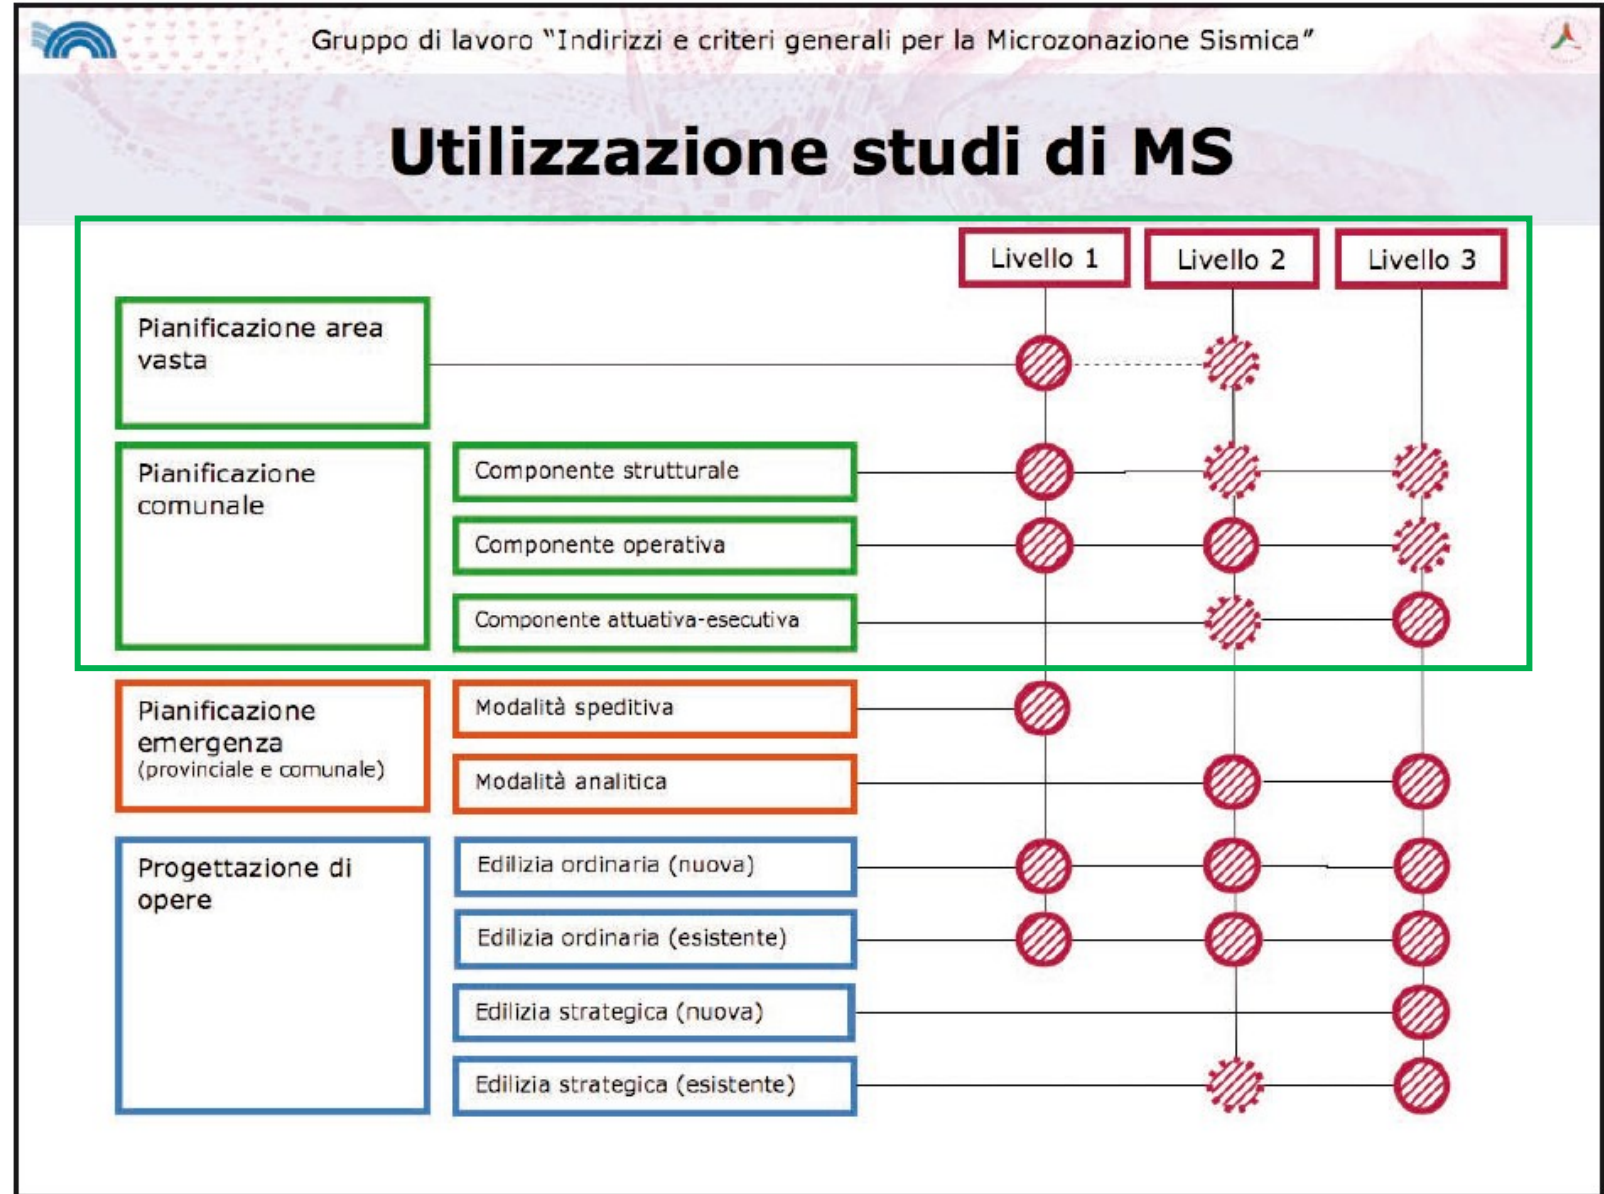 Gruppo di lavoro "Indirizzi e criteri generali per la Microzonazione Sismica"
Utilizzazione studi di MS
Livello 1
Livello 2
Livello 3
Pianificazione area
vasta
Pianificazione
comunale
Componente strutturale
Componente operativa
Componente attuativa-esecutiva
Pianificazione
emergenza
(provinciale e comunale)
Modalità speditiva
Modalità analitica
Progettazione di
opere
Edilizia ordinaria (nuova)
Edilizia ordinaria (esistente)
Edilizia strategica (nuova)
Edilizia strategica (esistente)